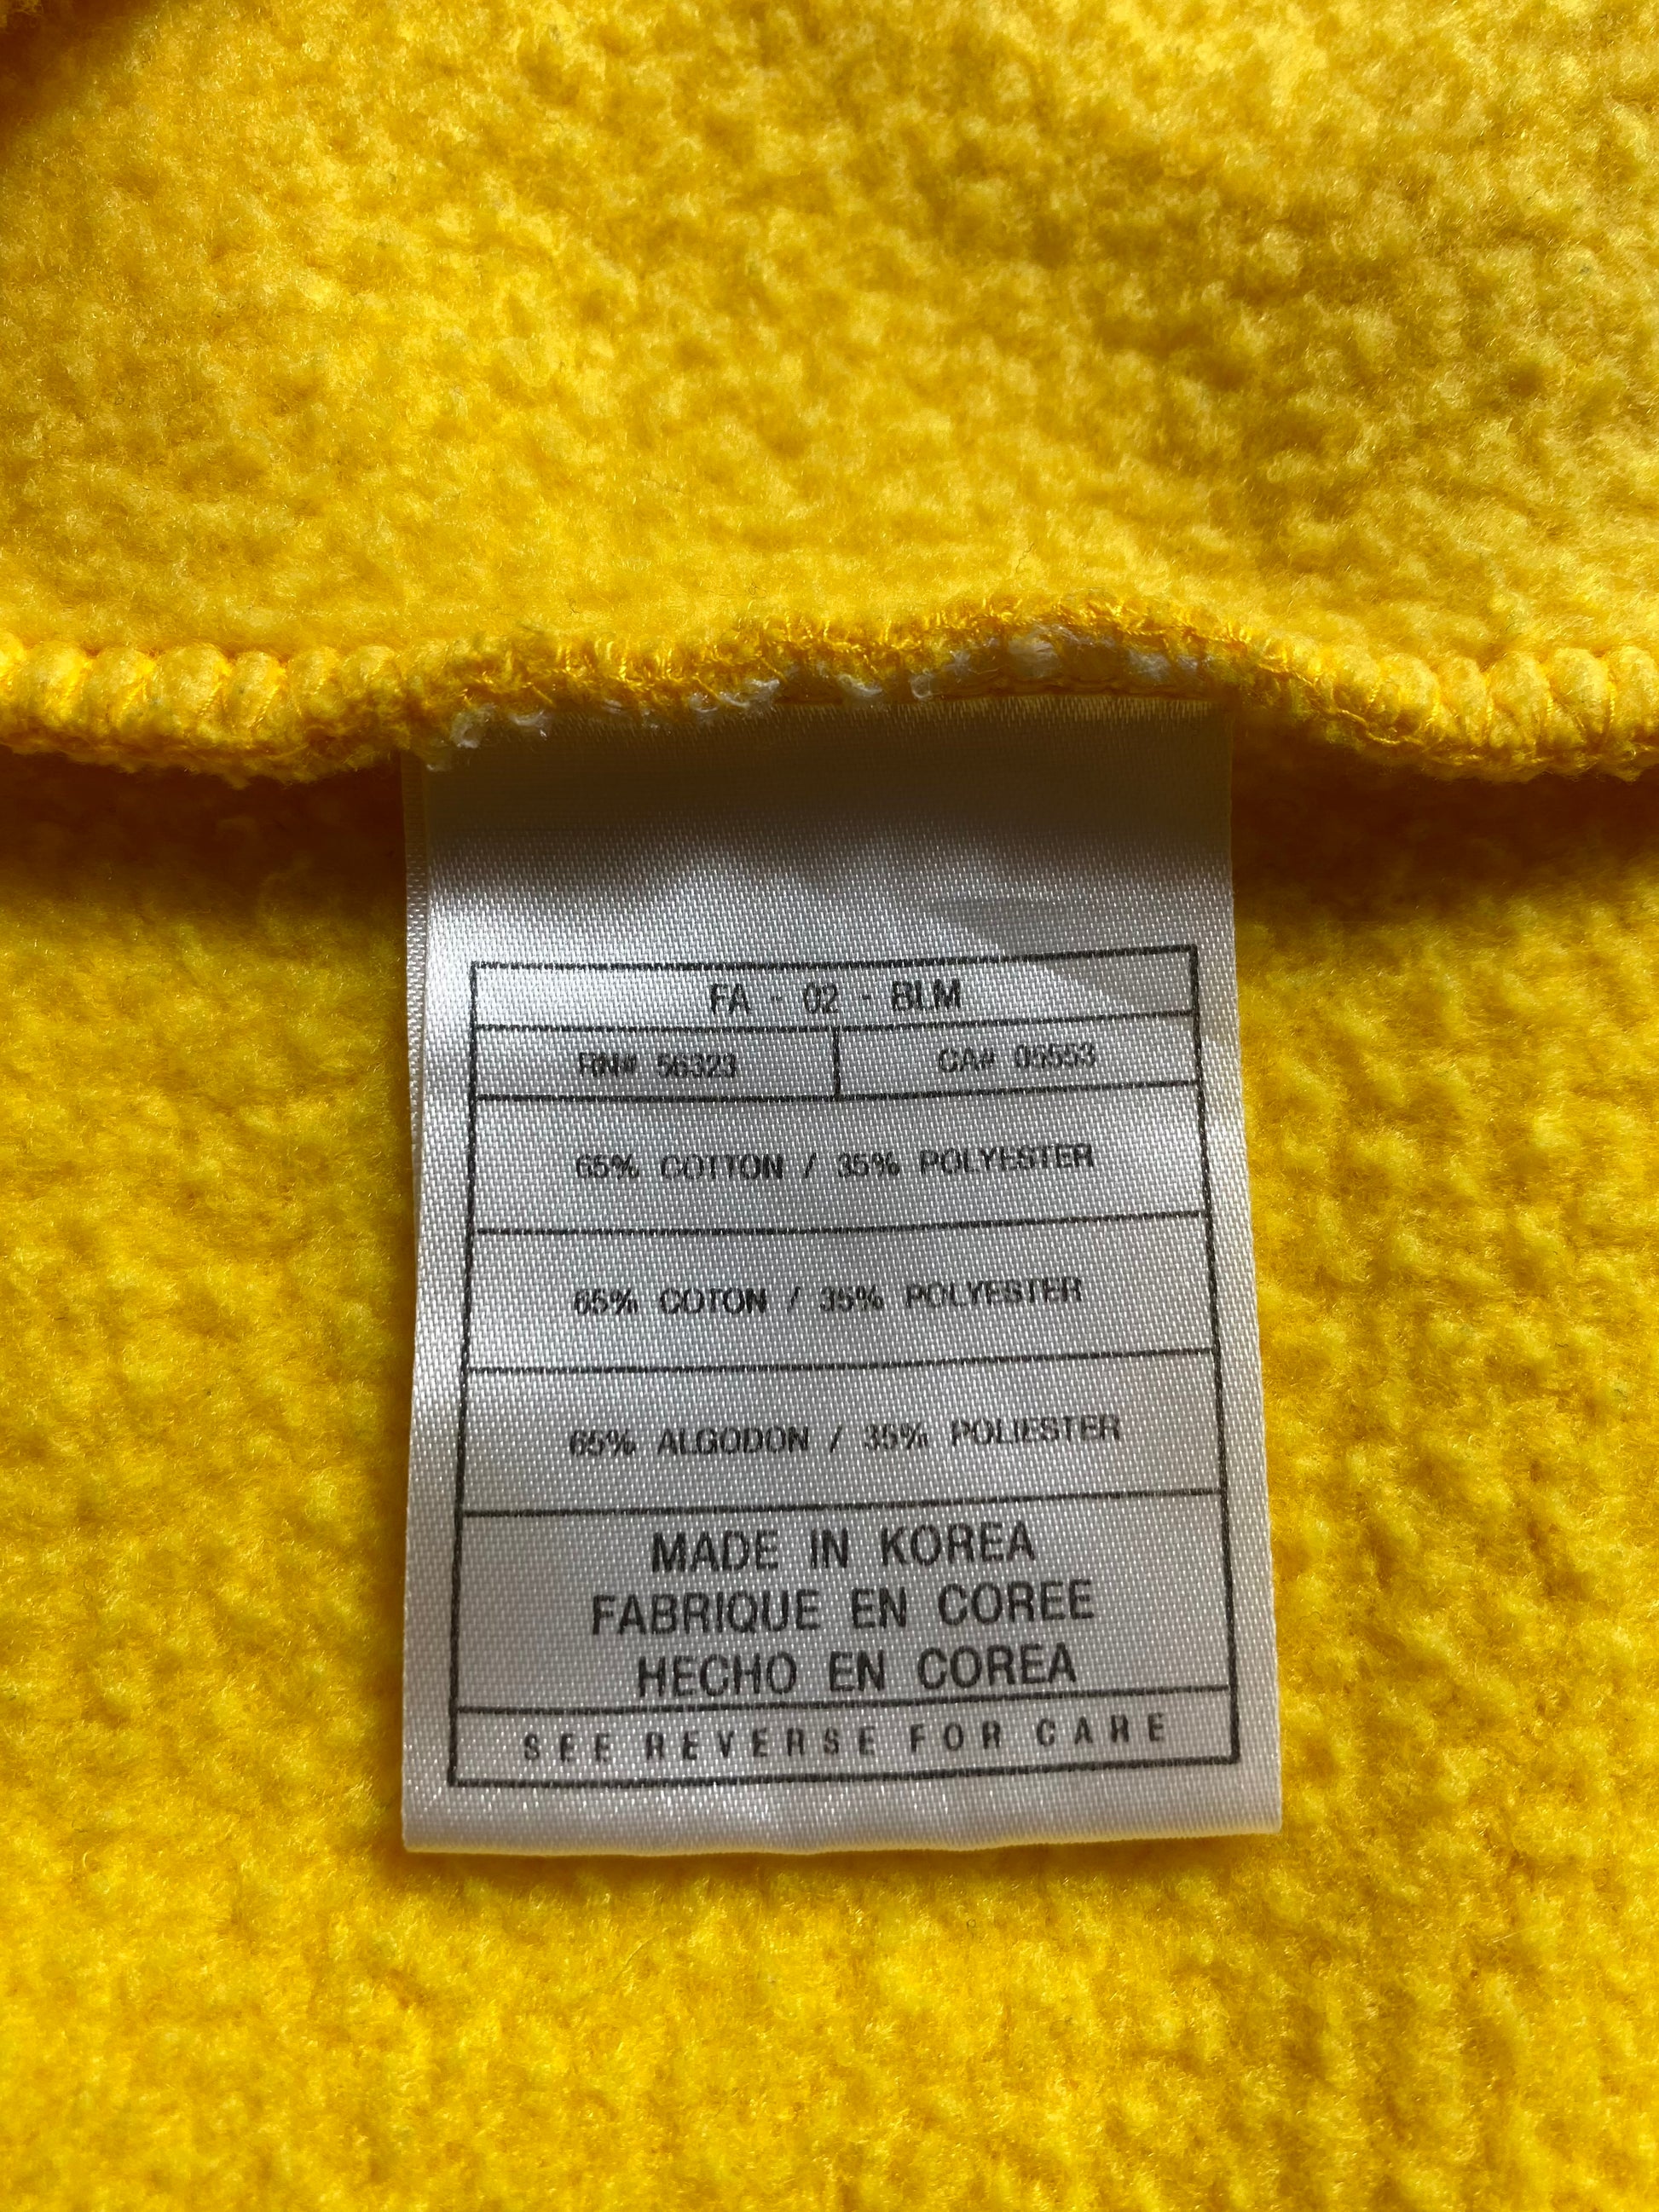 FA - 02 - BLM
RN# 56323 CA# 05553
65% COTTON / 35% POLYESTER
65% COTON / 35% POLYESTER
65% ALGODON / 35% POLIESTER
MADE IN KOREA
FABRIQUE EN COREE
HECHO EN COREA
SEE REVERSE FOR CARE